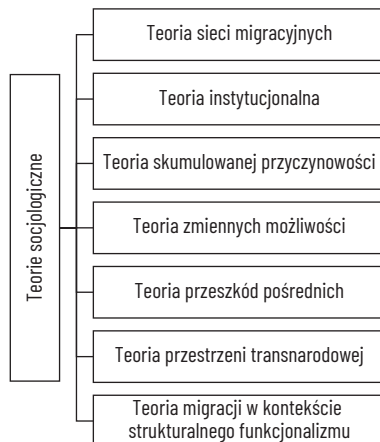 Teorie socjologiczne
Teoria sieci migracyjnych
Teoria instytucjonalna
Teoria skumulowanej przyczynowości
Teoria zmiennych możliwości
Teoria przeszkód pośrednich
Teoria przestrzeni transnarodowej
Teoria migracji w kontekście
strukturalnego funkcjonalizmu